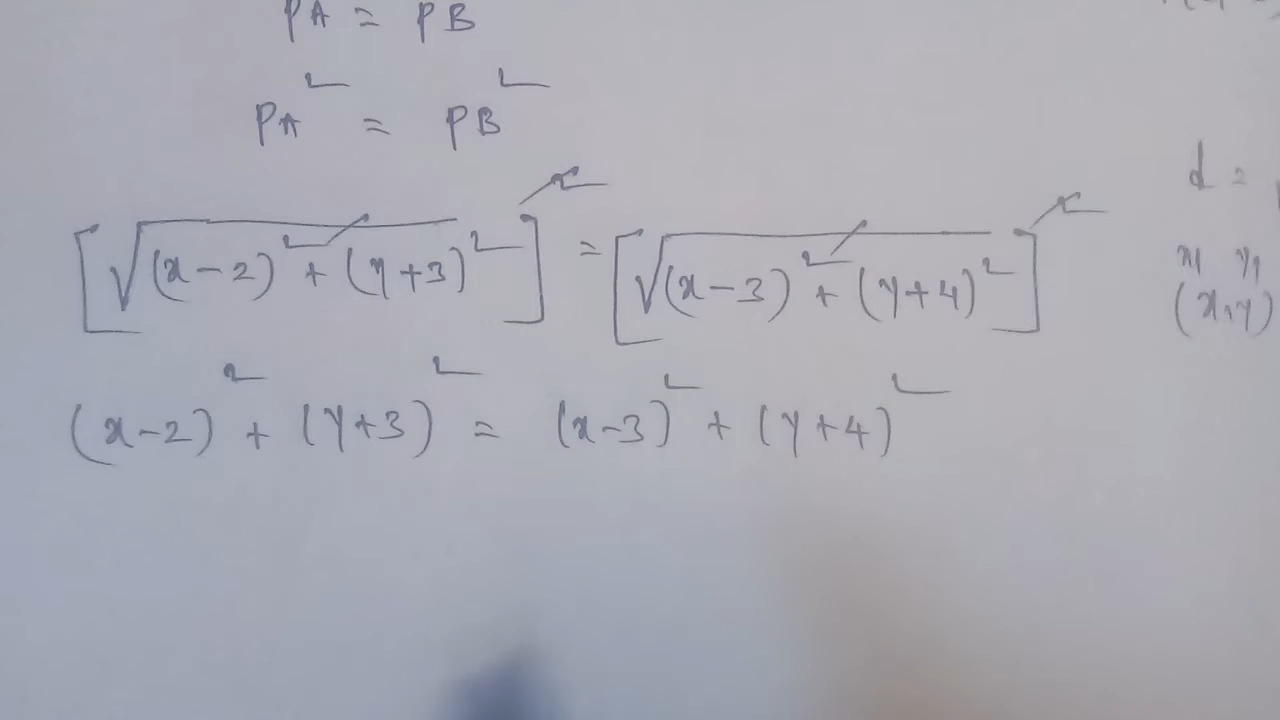 PA = PB
PA² = PB²
[√(x-2)² + (y+3)²]² = [√(x-3)² + (y+4)²]²
(x-2)² + (y+3)² = (x-3)² + (y+4)²
d =
x₁ y₁
(x, y)